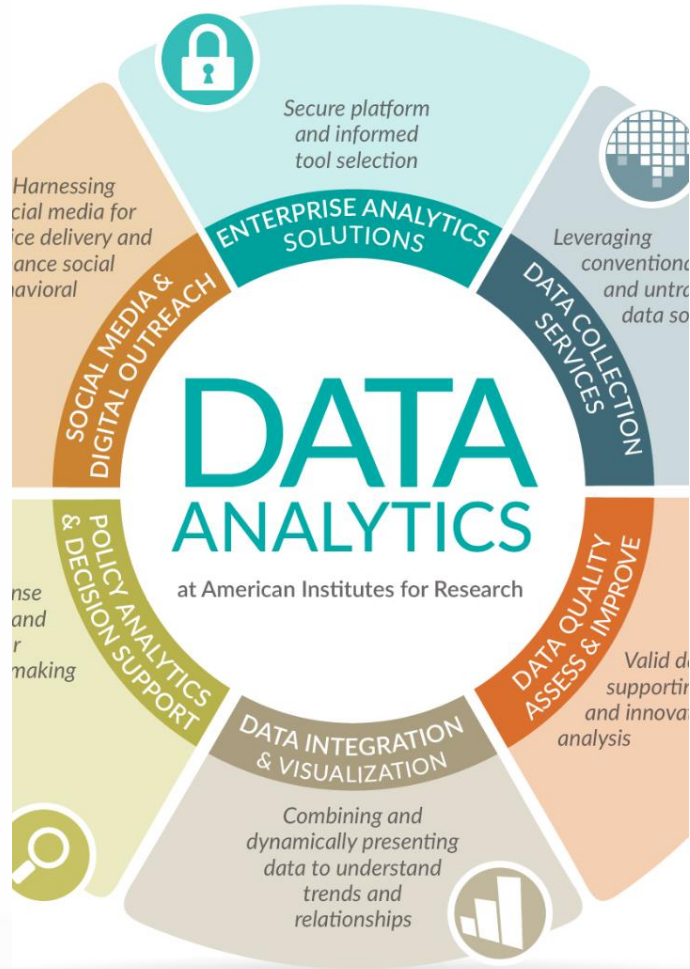 Secure platform
and informed
tool selection
ENTERPRISE ANALYTICS
SOLUTIONS
Leveraging
and
data
DATA COLLECTION
SERVICES
DATA QUALITY
ASSESS & IMPROVE
Valid
and
analysis
DATA INTEGRATION
& VISUALIZATION
Combining and
dynamically presenting
data to understand
trends and
relationships
POLICY ANALYTICS
& DECISION SUPPORT
and
making
SOCIAL MEDIA &
DIGITAL OUTREACH
Harnessing
media for
delivery and
social
DATA
ANALYTICS
at American Institutes for Research